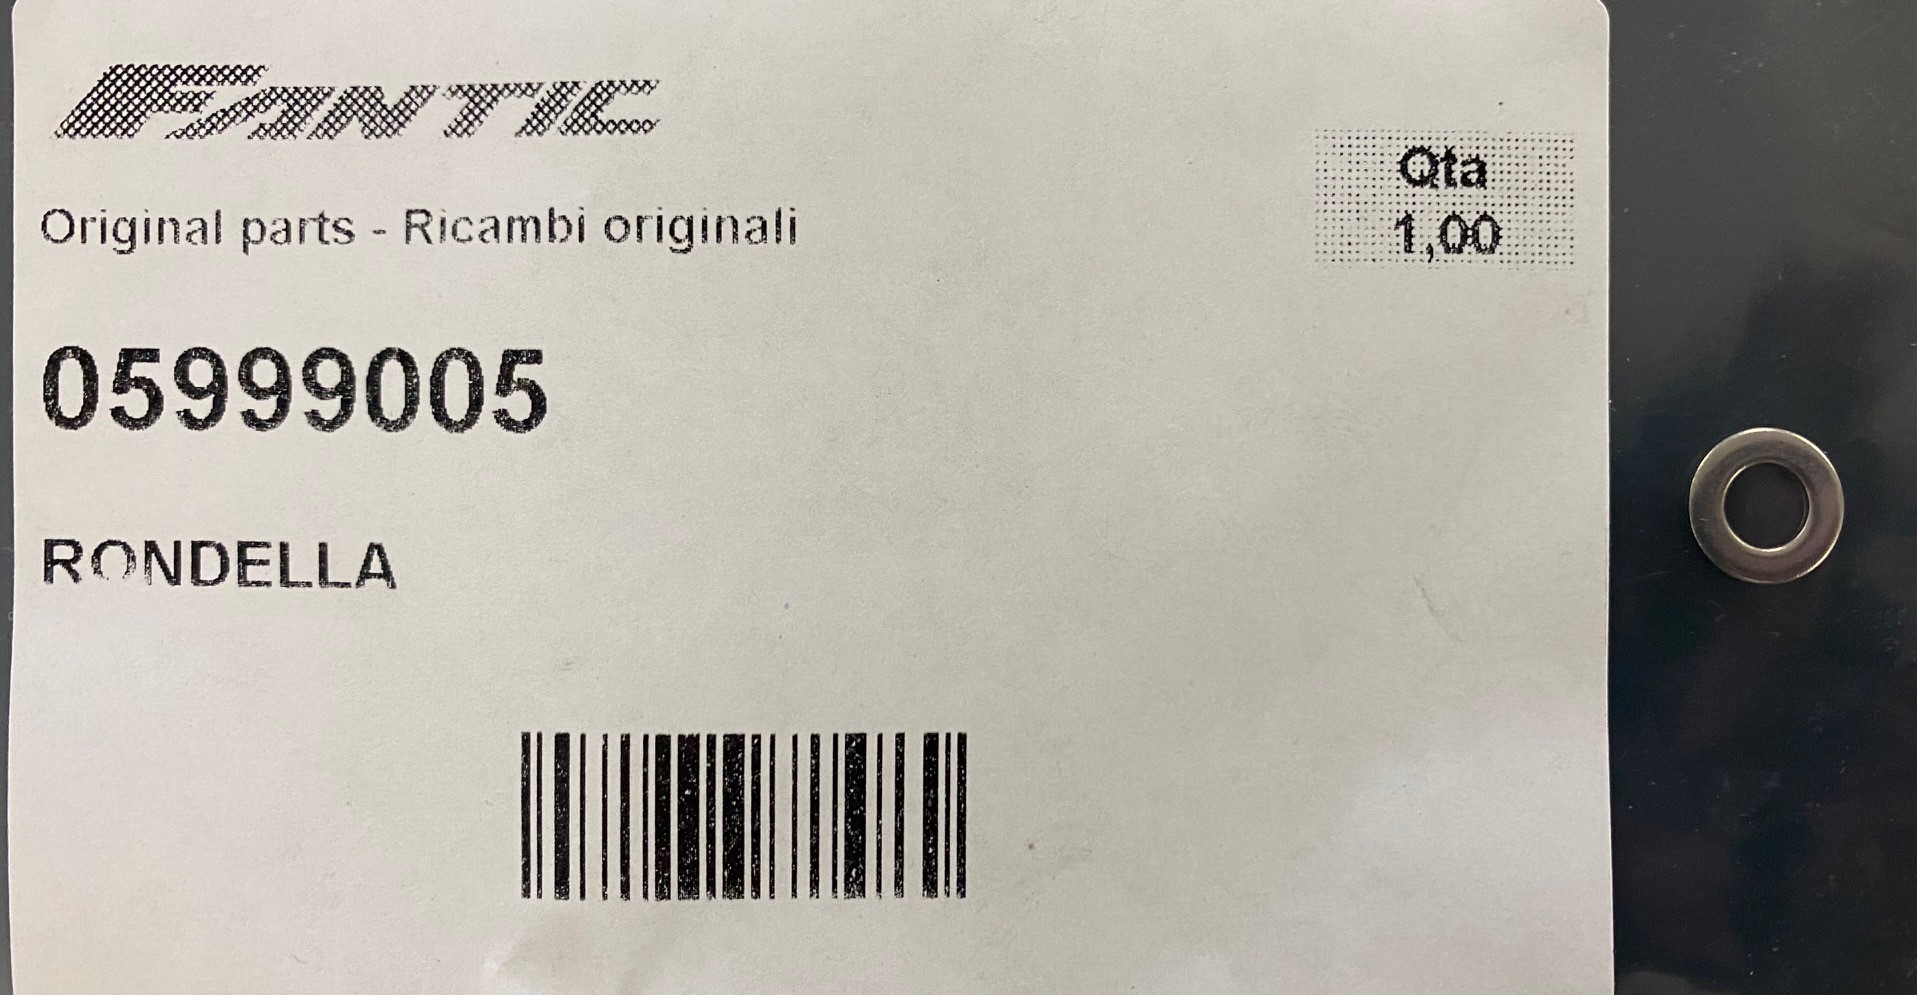 FANTIC
Original parts - Ricambi originali
Qta
1,00
05999005
RONDELLA